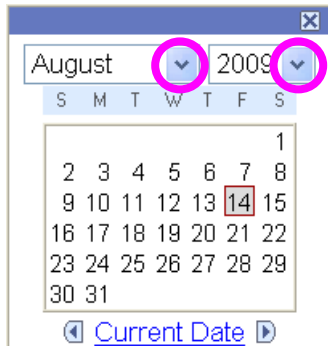 August 2009
S M T W T F S
1
2 3 4 5 6 7 8
9 10 11 12 13 14 15
16 17 18 19 20 21 22
23 24 25 26 27 28 29
30 31
Current Date